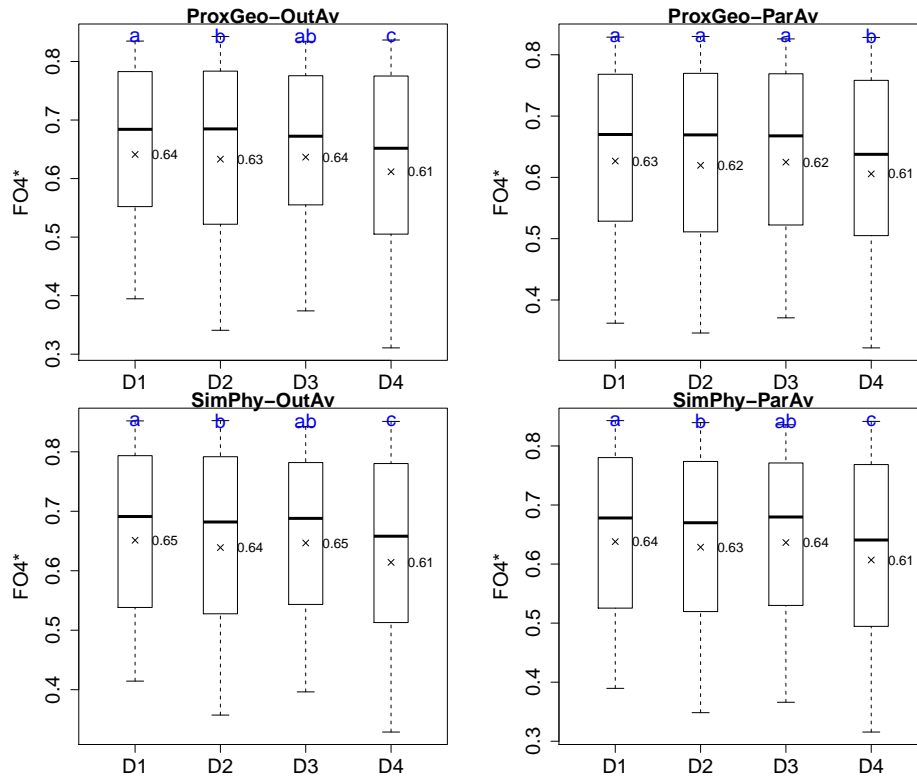 ProxGeo−OutAv
a b ab c
0.8
0.7
0.6
0.5
0.4
0.3
FO4*
0.64 0.63 0.64 0.61
D1 D2 D3 D4
ProxGeo−ParAv
a a a b
0.8
0.7
0.6
0.5
0.4
FO4*
0.63 0.62 0.62 0.61
D1 D2 D3 D4
SimPhy−OutAv
a b ab c
0.8
0.7
0.6
0.5
0.4
FO4*
0.65 0.64 0.65 0.61
D1 D2 D3 D4
SimPhy−ParAv
a b ab c
0.8
0.7
0.6
0.5
0.4
0.3
FO4*
0.64 0.63 0.64 0.61
D1 D2 D3 D4